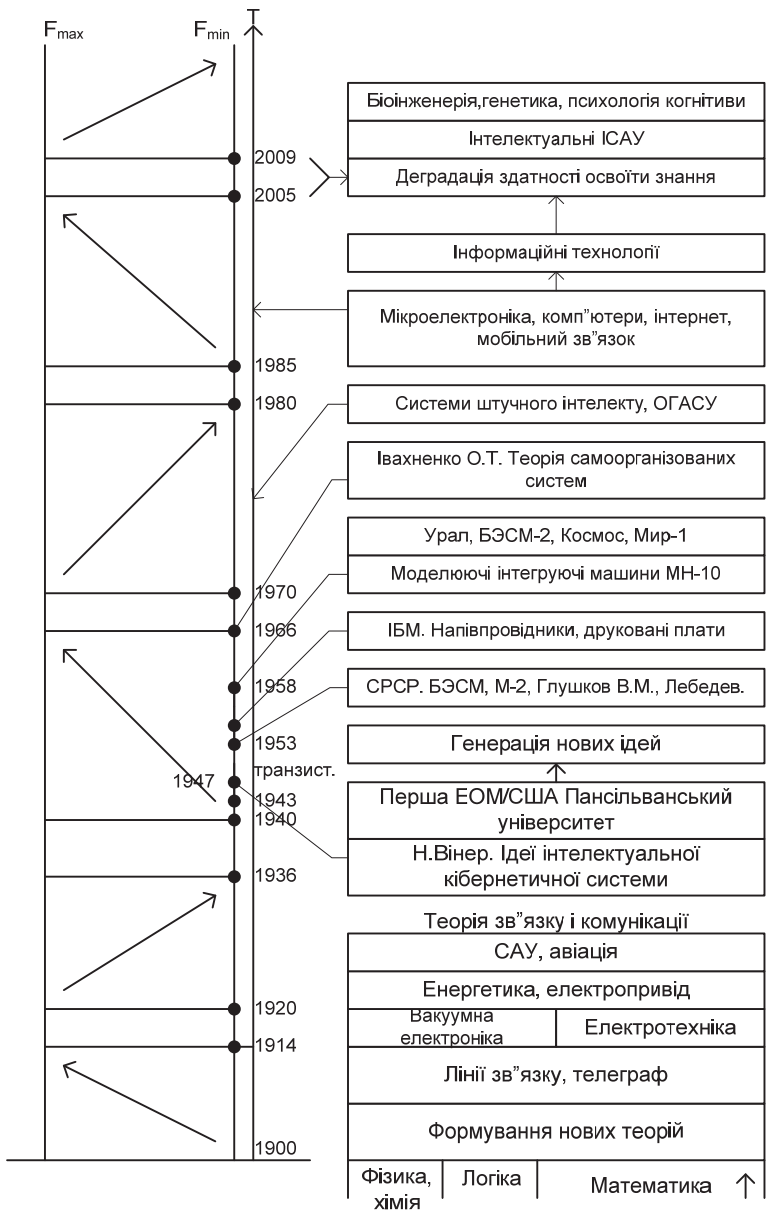 Fmax
Fmin
T
Біоінженерія,генетика, психологія когнітиви
Інтелектуальні ІСАУ
2009
Деградація здатності освоїти знання
2005
Інформаційні технології
Мікроелектроніка, комп"ютери, інтернет,
мобільний зв"язок
1985
1980
Системи штучного інтелекту, ОГАСУ
Івахненко О.Т. Теорія самоорганізованих
систем
Урал, БЭСМ-2, Космос, Мир-1
Моделюючі інтегруючі машини МН-10
1970
1966
ІБМ. Напівпровідники, друковані плати
1958
СРСР. БЭСМ, М-2, Глушков В.М., Лебедев.
1953
Генерація нових ідей
транзист.
1947
1943
Перша ЕОМ/США Пансільванський
університет
1940
Н.Вінер. Ідеї інтелектуальної
кібернетичної системи
1936
Теорія зв"язку і комунікації
САУ, авіація
Енергетика, електропривід
1920
Вакуумна
електроніка
Електротехніка
1914
Лінії зв"язку, телеграф
Формування нових теорій
1900
Фізика,
хімія
Логіка
Математика